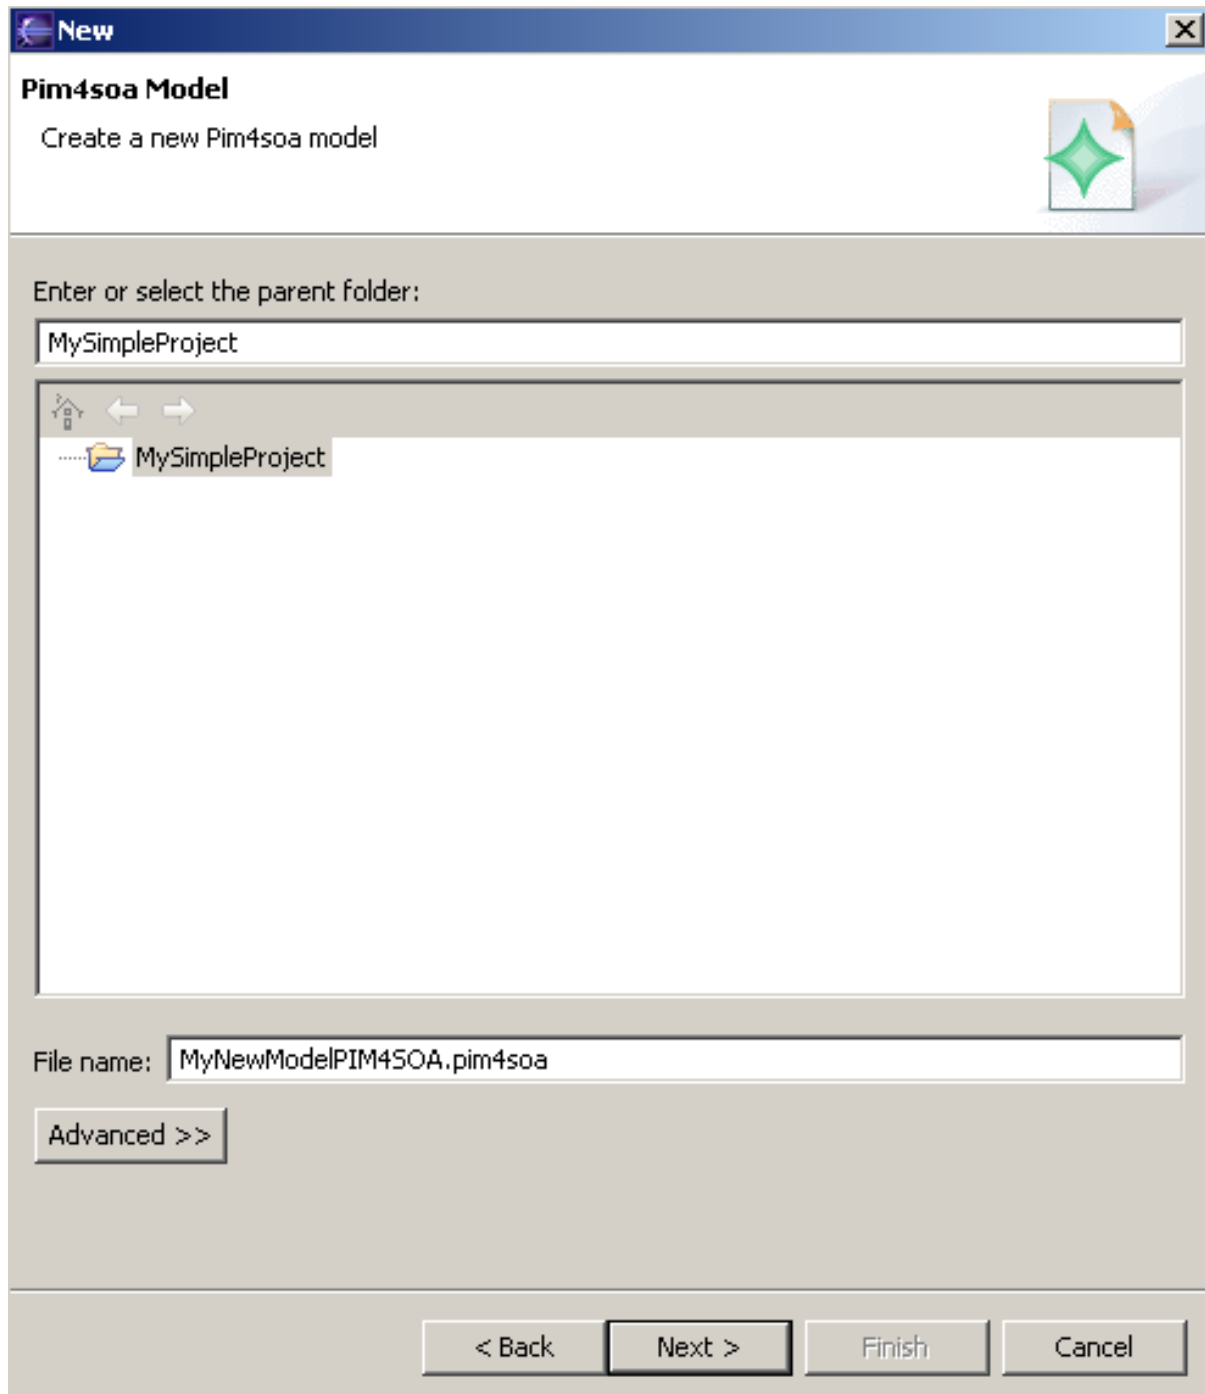 New
Pim4soa Model
Create a new Pim4soa model
Enter or select the parent folder:
MySimpleProject
MySimpleProject
File name: MyNewModelPIM4SOA.pim4soa
Advanced >>
< Back Next > Finish Cancel